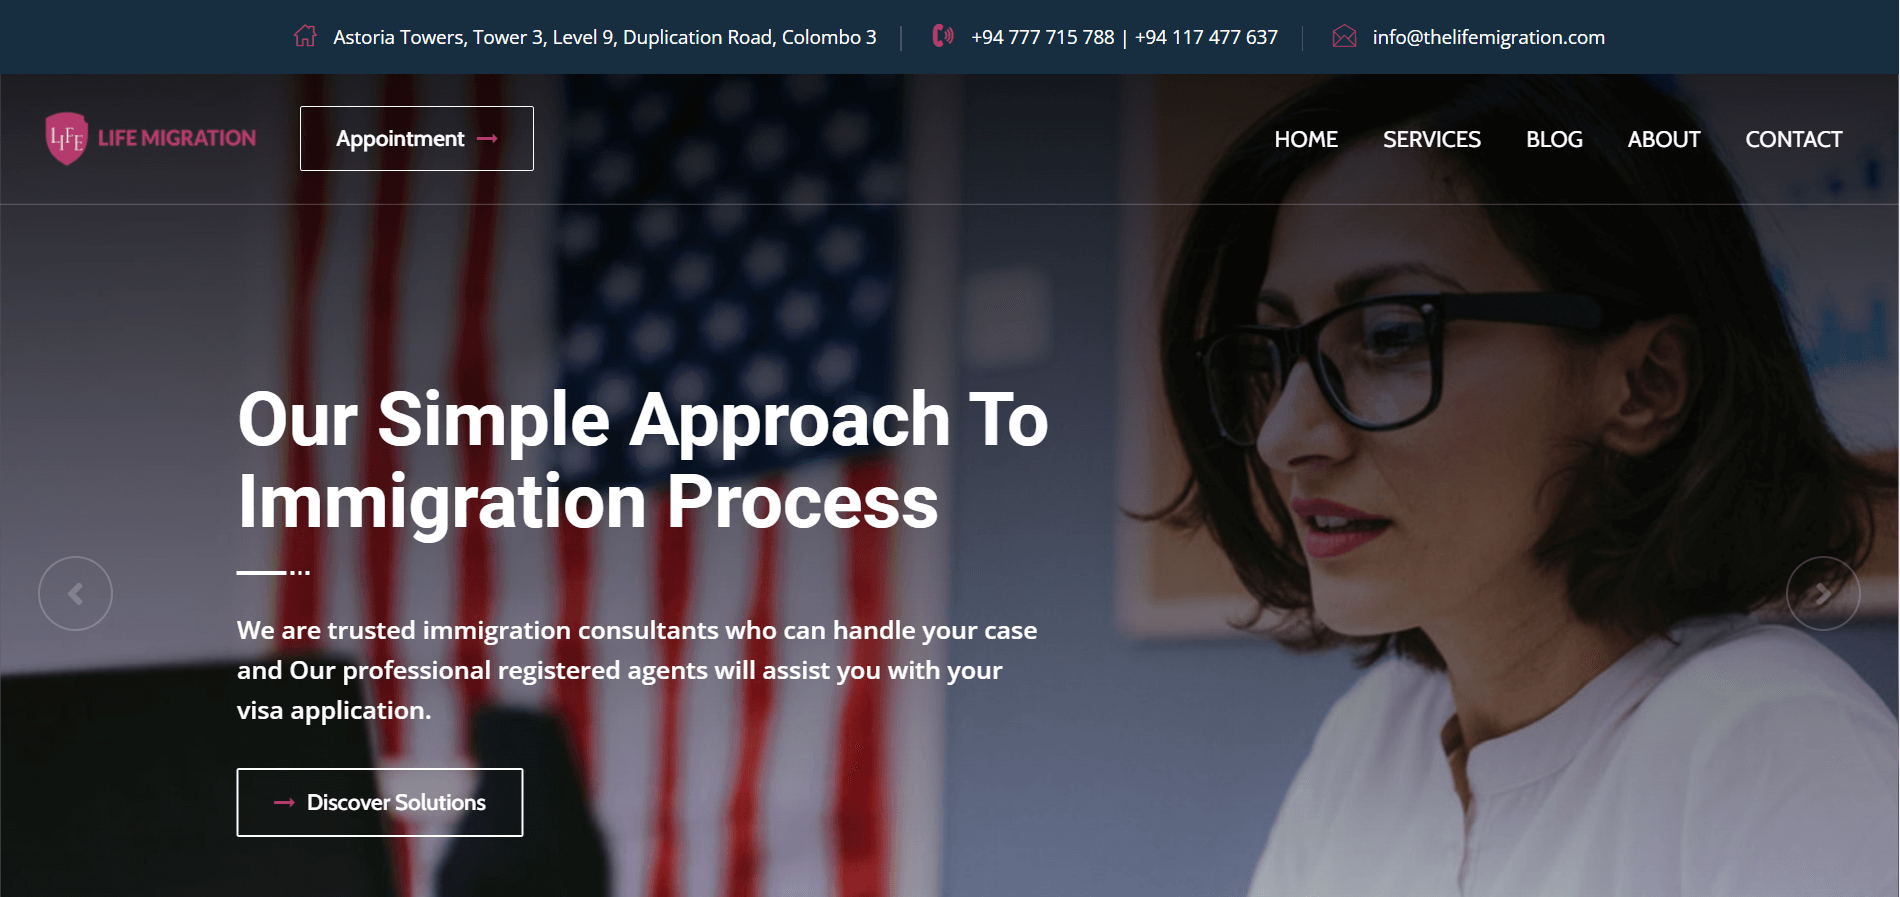 Astoria Towers, Tower 3, Level 9, Duplication Road, Colombo 3
+94 777 715 788 | +94 117 477 637
info@thelifemigration.com
LIFE
LIFE MIGRATION
Appointment
HOME
SERVICES
BLOG
ABOUT
CONTACT
Our Simple Approach To
Immigration Process
We are trusted immigration consultants who can handle your case
and Our professional registered agents will assist you with your
visa application.
Discover Solutions